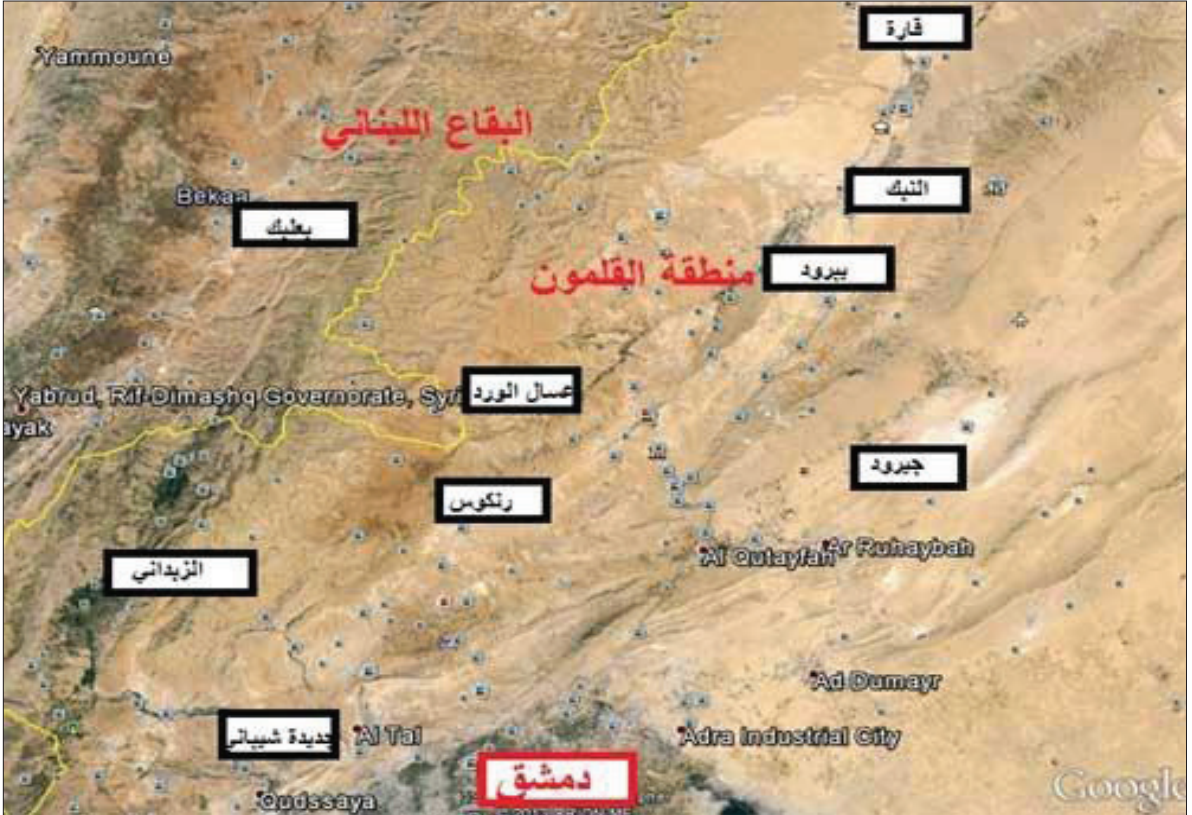 قارة
Yammoune
البقاع اللبناني
النبك
Bekaa
بعلبك
يبرود
منطقة القلمون
Yabrud, Rif-Dimashq Governorate, Syri
عسال الورد
ayak
جيرود
رنكوس
Al Qutayfah
Ar Ruhaybah
الزبداني
Ad Dumayr
جديدة شيباني
Al Tal
Adra Industrial City
دمشق
Qudssaya
Google